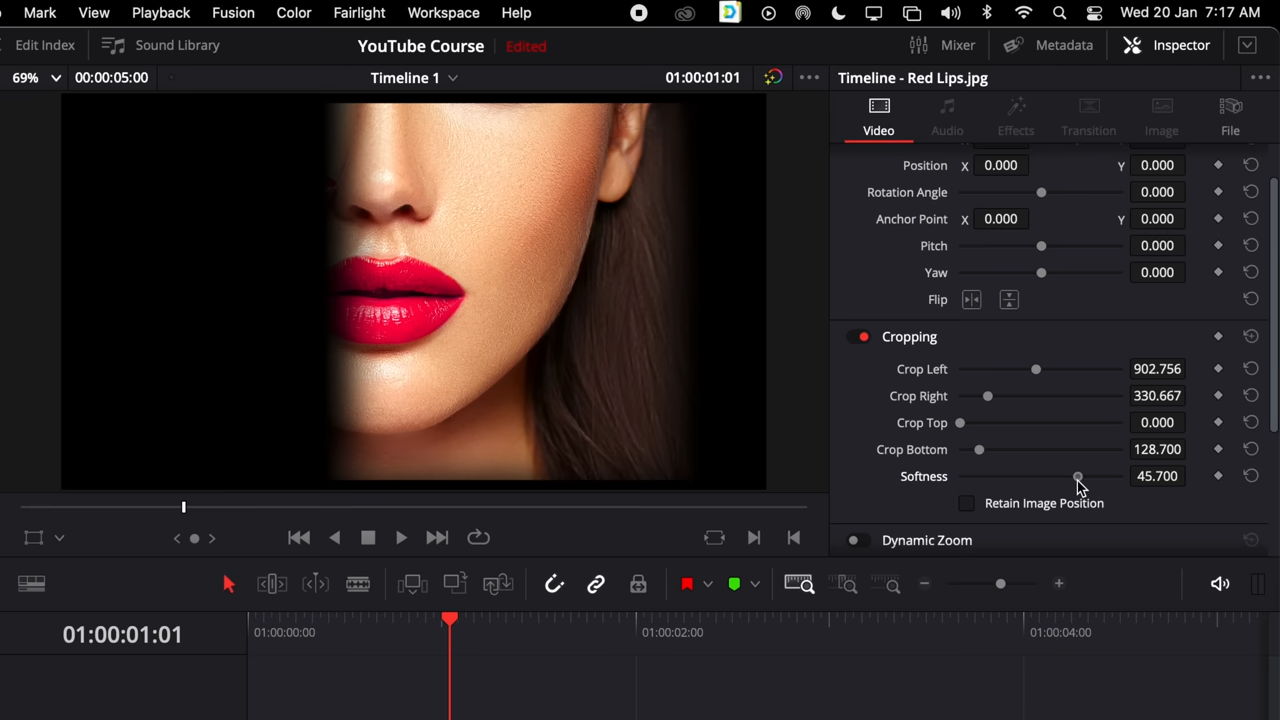 Mark View Playback Fusion Color Fairlight Workspace Help Wed 20 Jan 7:17 AM
Edit Index Sound Library YouTube Course Edited Mixer Metadata Inspector
69% 00:00:05:00 Timeline 1 01:00:01:01 Timeline - Red Lips.jpg
Video Audio Effects Transition Image File
Position X 0.000 Y 0.000
Rotation Angle 0.000
Anchor Point X 0.000 Y 0.000
Pitch 0.000
Yaw 0.000
Flip
Cropping
Crop Left 902.756
Crop Right 330.667
Crop Top 0.000
Crop Bottom 128.700
Softness 45.700
Retain Image Position
Dynamic Zoom
01:00:01:01 01:00:00:00 01:00:02:00 01:00:04:00